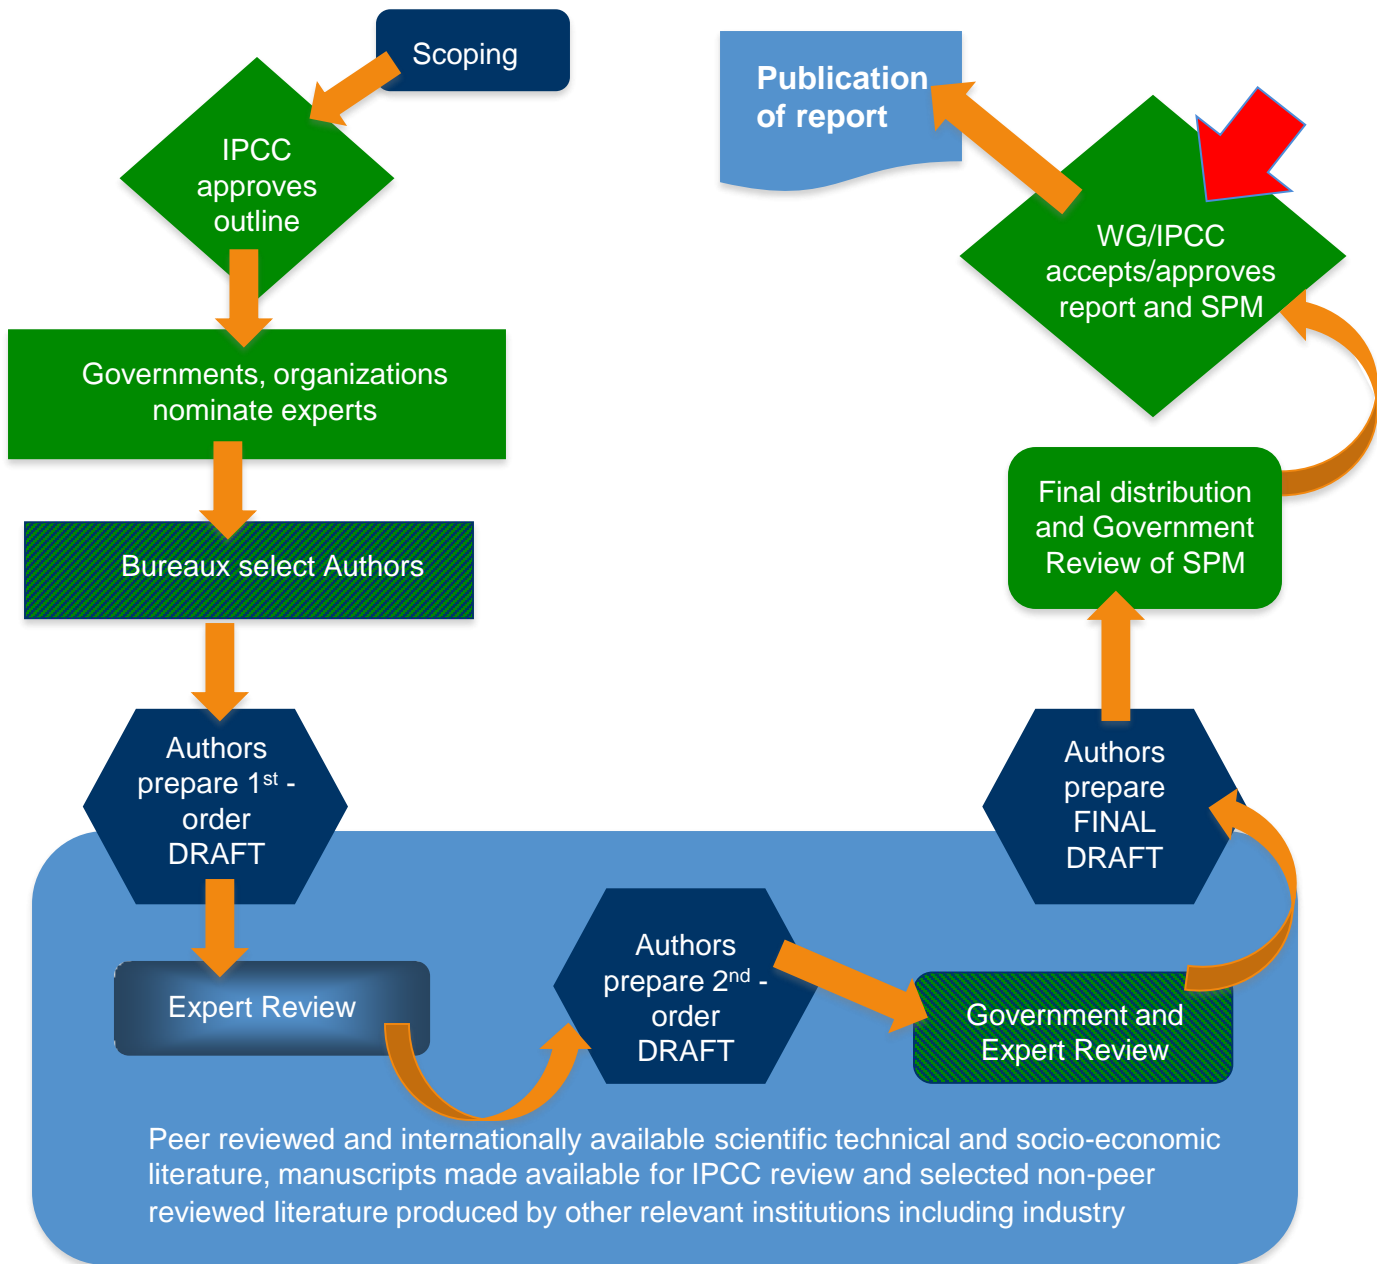 Scoping
IPCC
approves
outline
Governments, organizations
nominate experts
Bureaux select Authors
Authors
prepare 1st -
order
DRAFT
Expert Review
Authors
prepare 2nd -
order
DRAFT
Government and
Expert Review
Authors
prepare
FINAL
DRAFT
Final distribution
and Government
Review of SPM
WG/IPCC
accepts/approves
report and SPM
Publication
of report
Peer reviewed and internationally available scientific technical and socio-economic
literature, manuscripts made available for IPCC review and selected non-peer
reviewed literature produced by other relevant institutions including industry